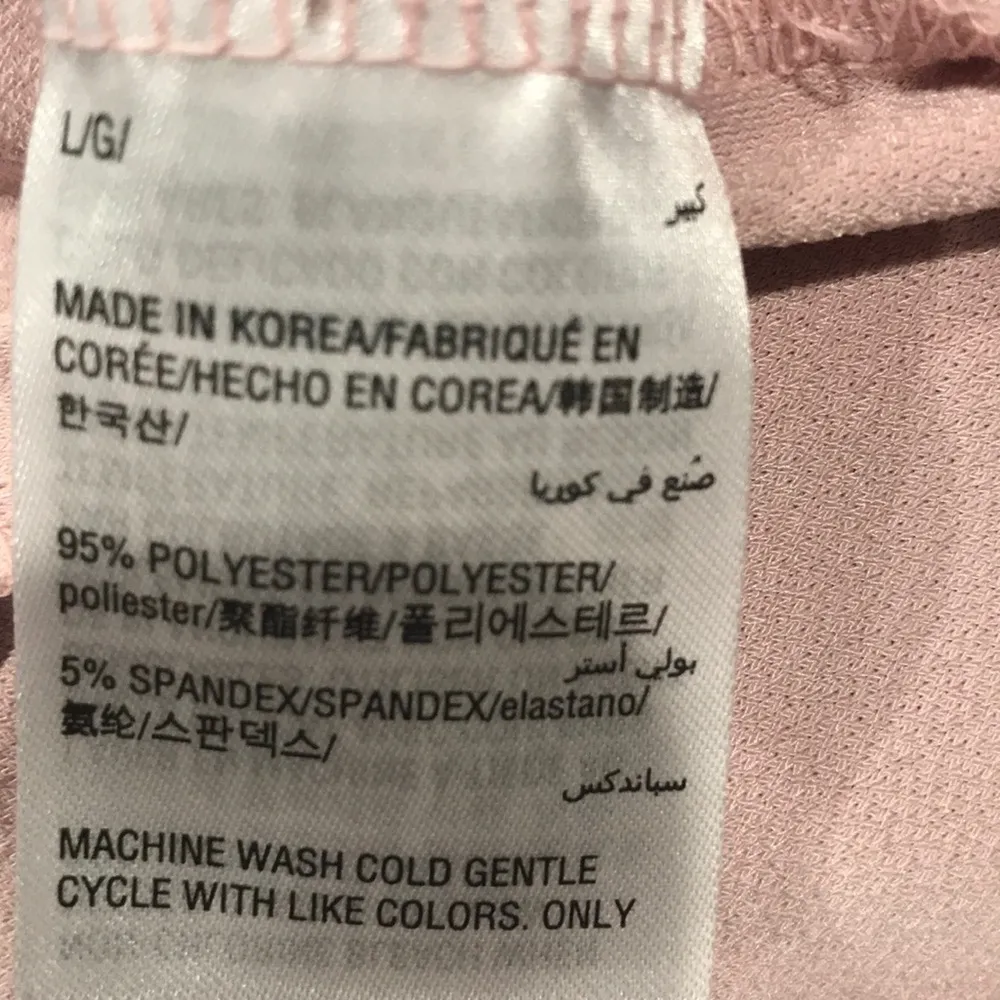 L/G/
كبير
MADE IN KOREA/FABRIQUÉ EN
CORÉE/HECHO EN COREA/韩国制造/
한국산/
صُنع في كوريا
95% POLYESTER/POLYESTER/
poliester/聚酯纤维/폴리에스테르/
بولي أستر
5% SPANDEX/SPANDEX/elastano/
氨纶/스판덱스/
سباندكس
MACHINE WASH COLD GENTLE
CYCLE WITH LIKE COLORS. ONLY